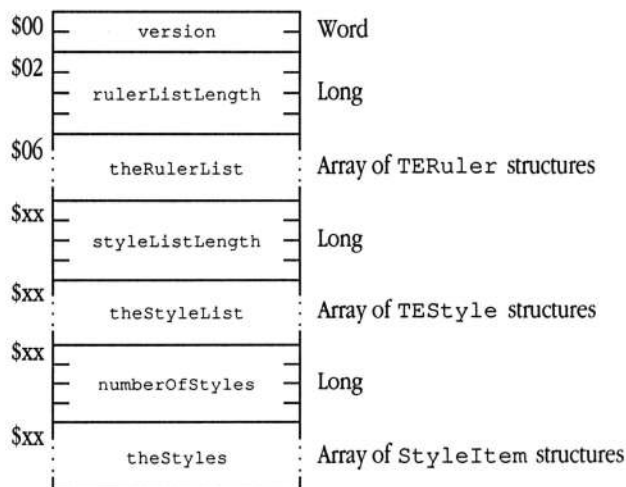 $00 version Word
$02
rulerListLength Long
$06
theRulerList Array of TERuler structures
$xx
styleListLength Long
$xx
theStyleList Array of TEStyle structures
$xx
numberOfStyles Long
$xx
theStyles Array of StyleItem structures